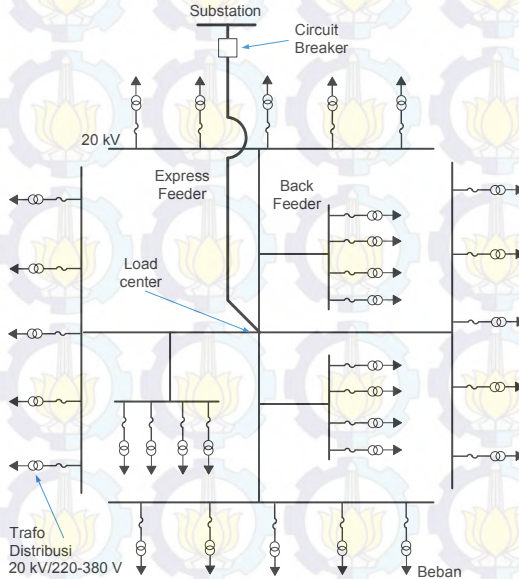 Substation
Circuit
Breaker
20 kV
Express
Feeder
Back
Feeder
Load
center
Trafo
Distribusi
20 kV/220-380 V
Beban